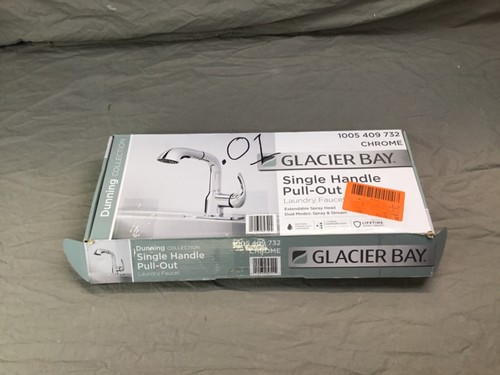 1005 409 732
CHROME
.01
GLACIER BAY
Dunning COLLECTION
Single Handle
Pull-Out
Laundry Faucet
Extendable Spray Head
Dual Modes: Spray & Stream
LIFETIME
Dunning COLLECTION
Single Handle
Pull-Out
Laundry Faucet
1005 409 732
CHROME
GLACIER BAY